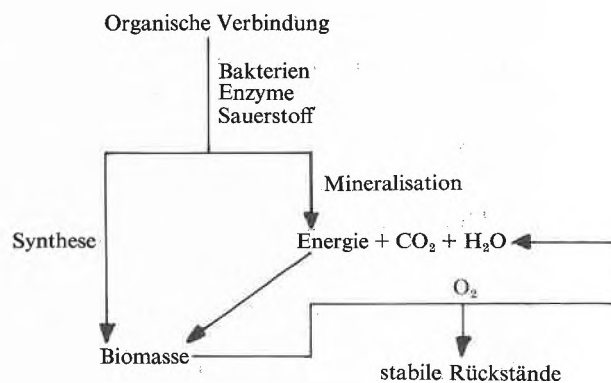 Organische Verbindung
Bakterien
Enzyme
Sauerstoff
Mineralisation
Synthese
Energie + CO₂ + H₂O
O₂
Biomasse
stabile Rückstände